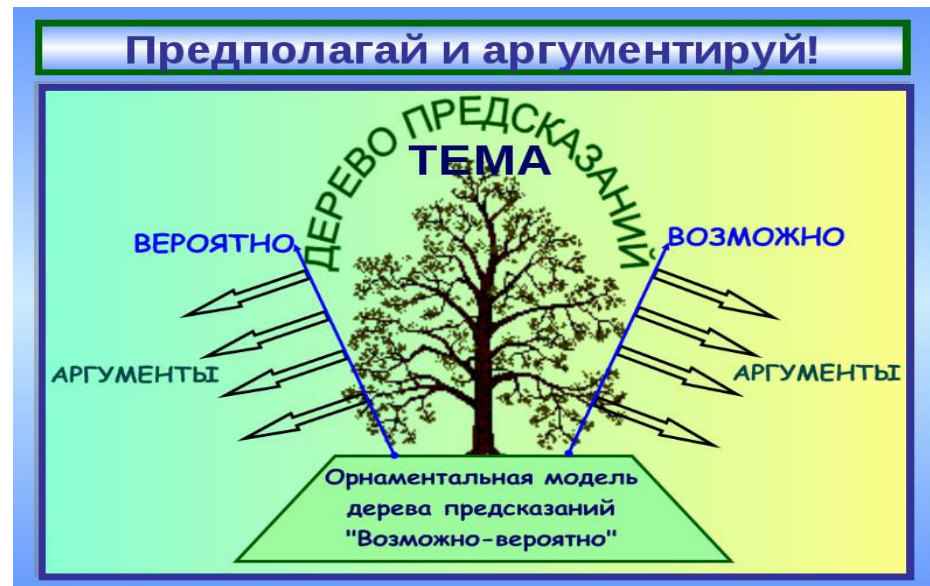 Предполагай и аргументируй!
ДЕРЕВО ПРЕДСКАЗАНИЙ
ТЕМА
ВЕРОЯТНО
ВОЗМОЖНО
АРГУМЕНТЫ
АРГУМЕНТЫ
Орнаментальная модель
дерева предсказаний
"Возможно-вероятно"